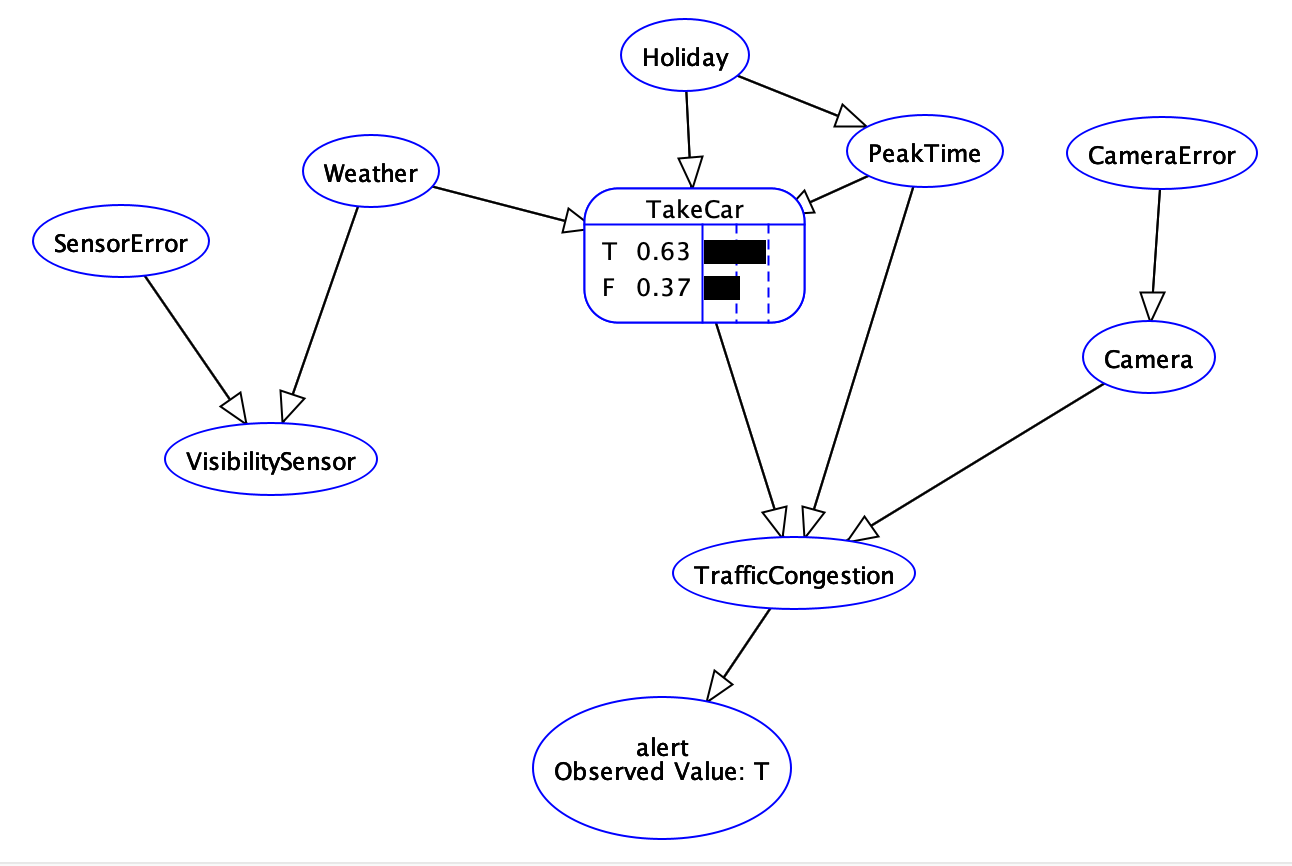 Holiday
PeakTime
CameraError
Weather
TakeCar
SensorError
T 0.63
F 0.37
Camera
VisibilitySensor
TrafficCongestion
alert
Observed Value: T